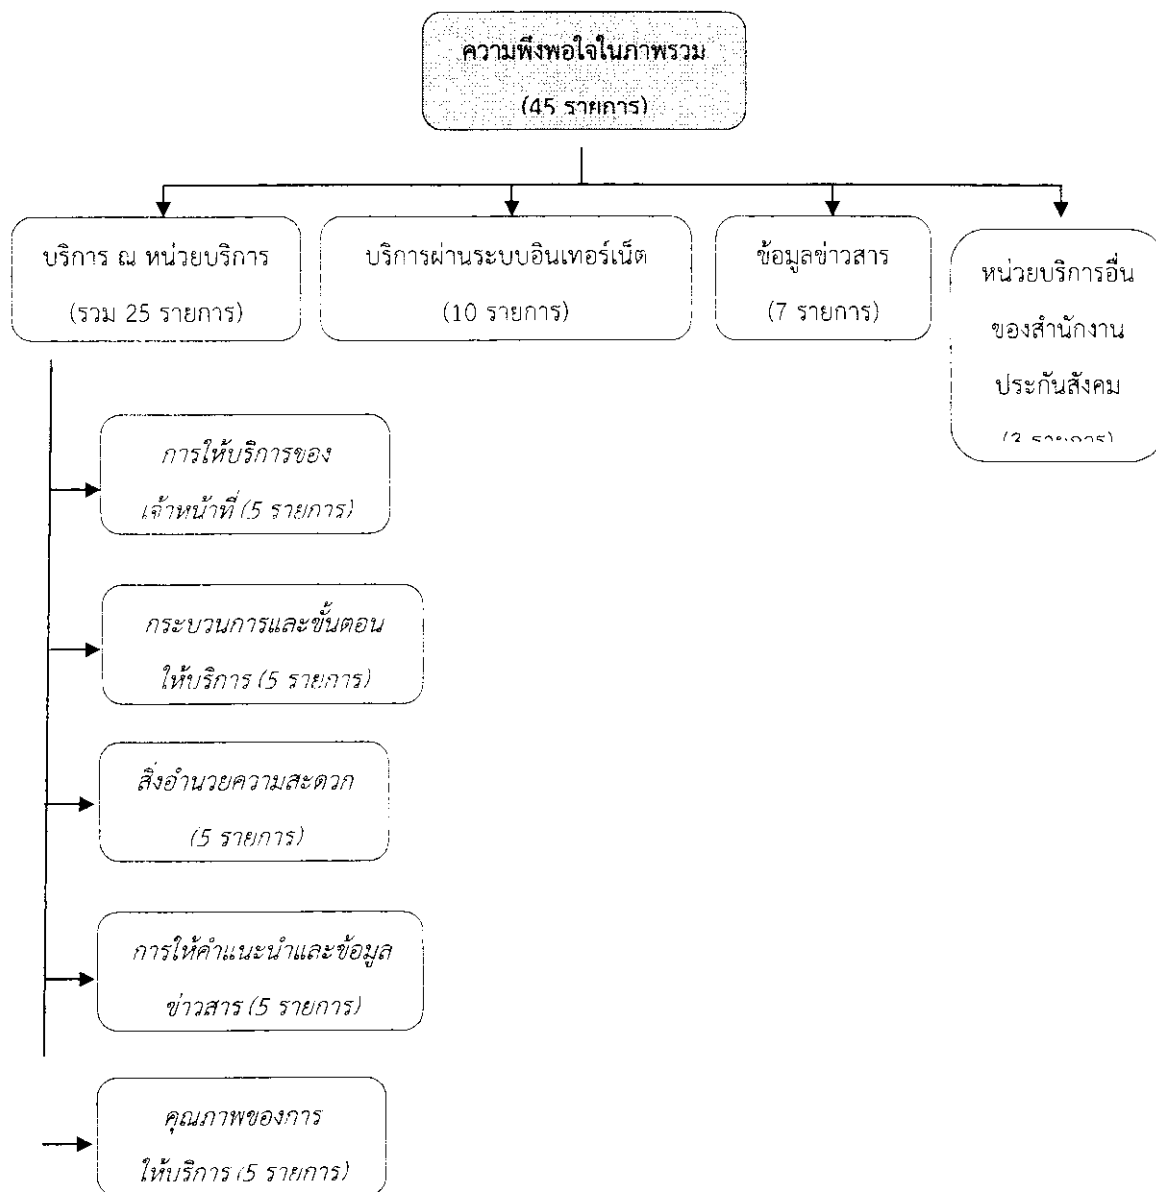 ความพึงพอใจในภาพรวม
(45 รายการ)
บริการ ณ หน่วยบริการ
(รวม 25 รายการ)
บริการผ่านระบบอินเทอร์เน็ต
(10 รายการ)
ข้อมูลข่าวสาร
(7 รายการ)
หน่วยบริการอื่น
ของสำนักงาน
ประกันสังคม
(3 รายการ)
การให้บริการของ
เจ้าหน้าที่ (5 รายการ)
กระบวนการและขั้นตอน
ให้บริการ (5 รายการ)
สิ่งอำนวยความสะดวก
(5 รายการ)
การให้คำแนะนำและข้อมูล
ข่าวสาร (5 รายการ)
คุณภาพของการ
ให้บริการ (5 รายการ)